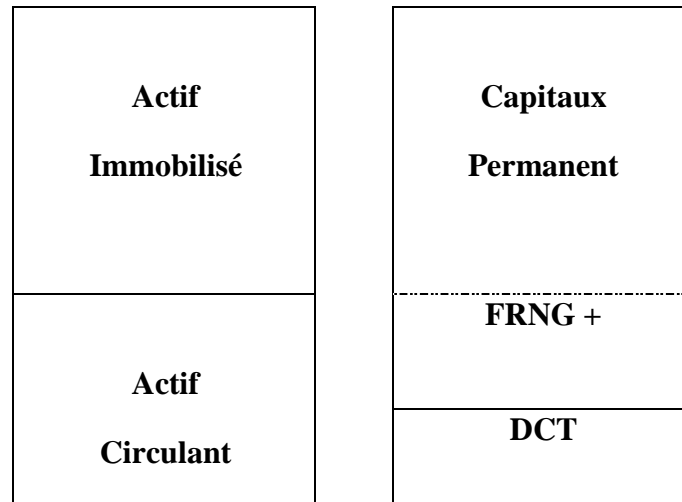 Actif
Immobilisé
Actif
Circulant
Capitaux
Permanent
FRNG +
DCT